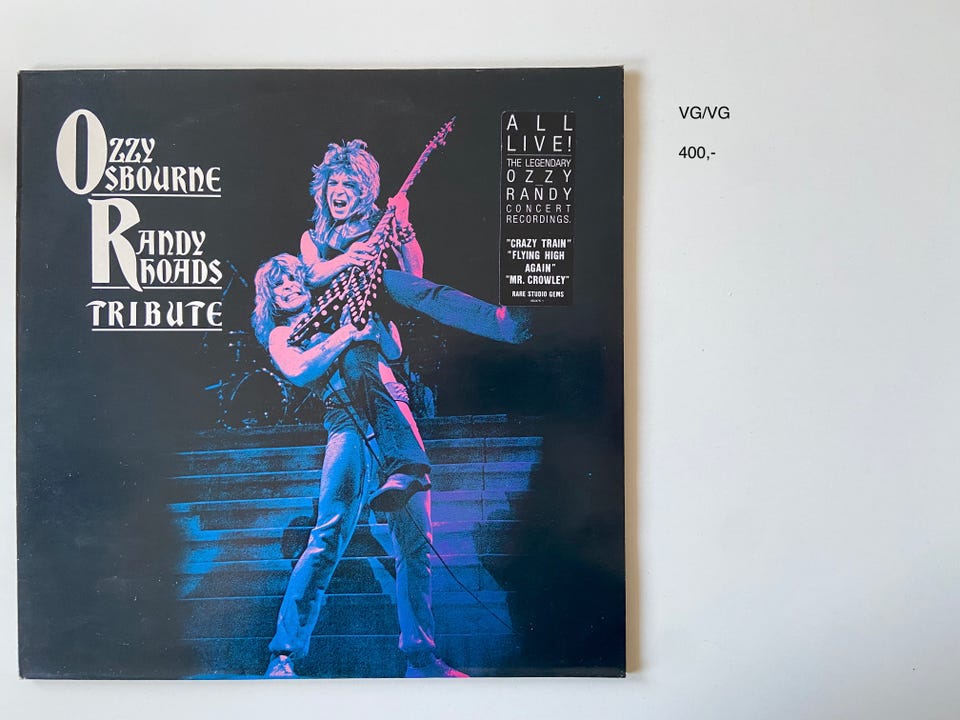 OZZY
OSBOURNE
RANDY
RHOADS
TRIBUTE
ALL
LIVE!
THE LEGENDARY
OZZY
RANDY
CONCERT
RECORDINGS.
"CRAZY TRAIN"
"FLYING HIGH
AGAIN"
"MR. CROWLEY"
RARE STUDIO GEMS
VG/VG
400,-